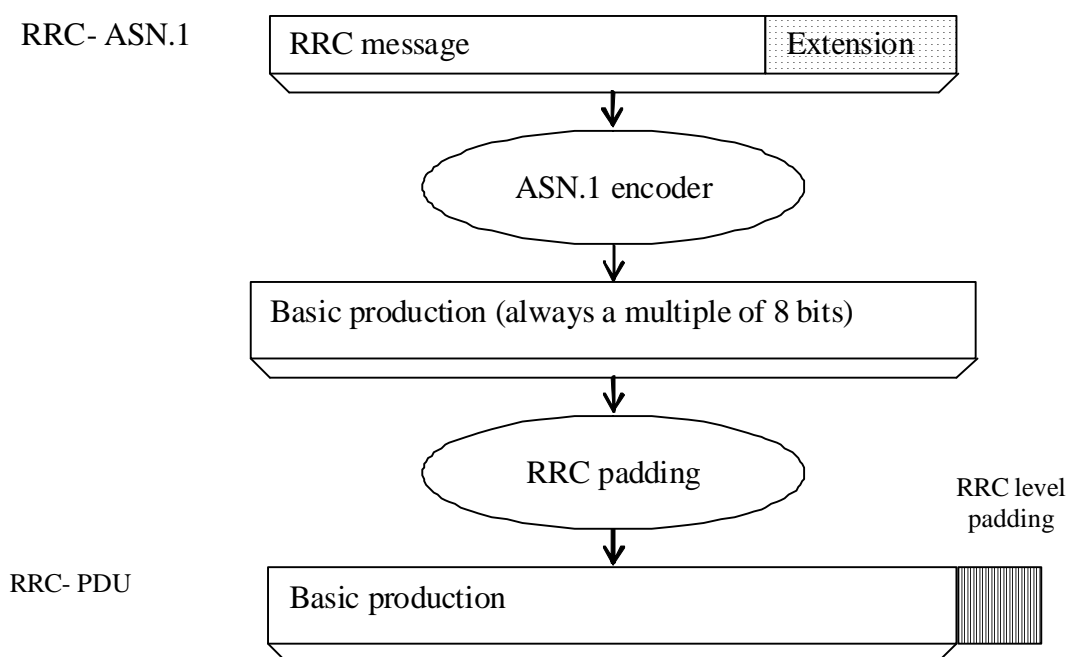 RRC- ASN.1
RRC message
Extension
ASN.1 encoder
Basic production (always a multiple of 8 bits)
RRC padding
RRC level
padding
RRC- PDU
Basic production